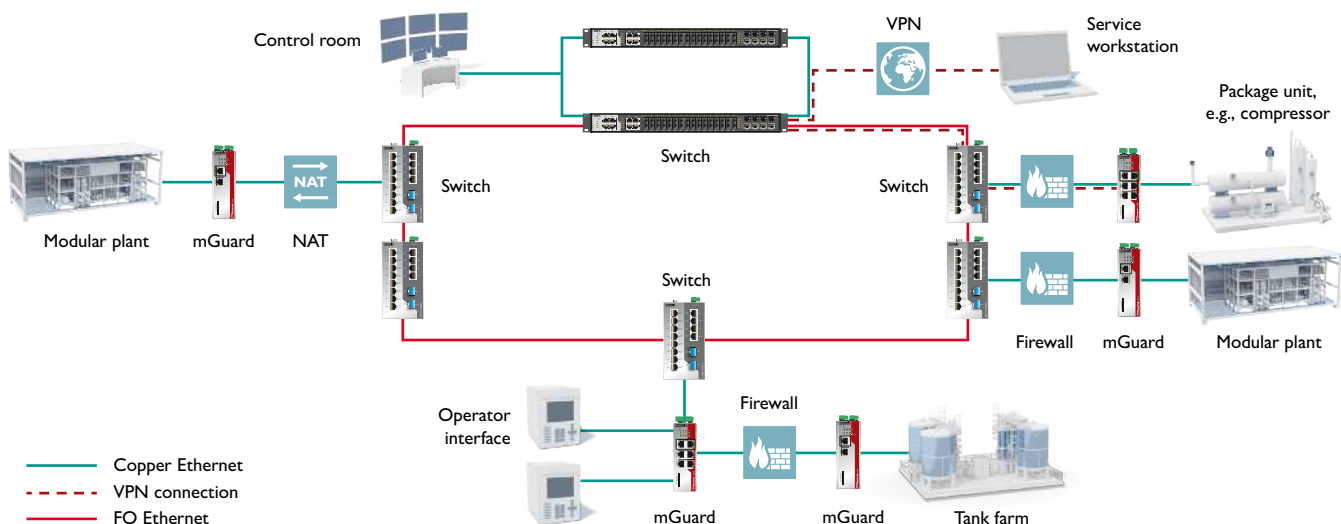 Control room
VPN
Service
workstation
Package unit,
e.g., compressor
Switch
Switch
Switch
NAT
Modular plant
mGuard
NAT
Switch
Firewall
mGuard
Modular plant
Operator
interface
Firewall
mGuard
mGuard
Tank farm
Copper Ethernet
VPN connection
FO Ethernet